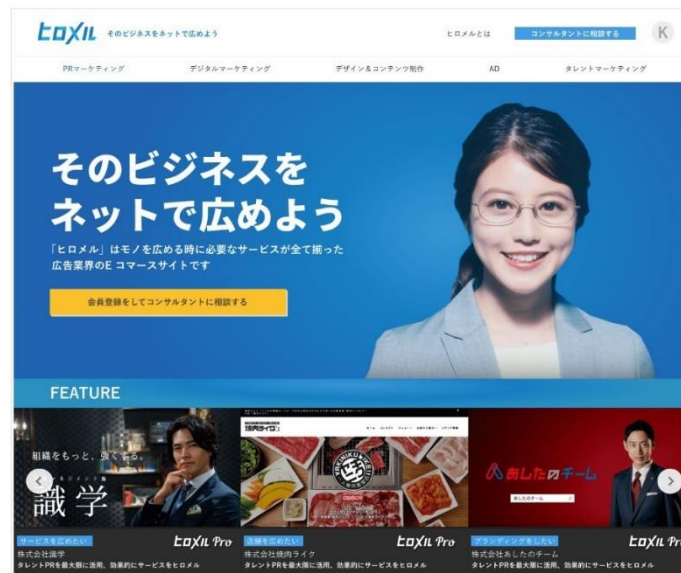 ヒロメル そのビジネスをネットで広めよう
ヒロメルとは
コンサルタントに相談する
K
PRマーケティング
デジタルマーケティング
デザイン&コンテンツ制作
AD
タレントマーケティング
そのビジネスを
ネットで広めよう
「ヒロメル」はモノを広める時に必要なサービスが全て揃った
広告業界のE コマースサイトです
会員登録をしてコンサルタントに相談する
FEATURE
組織をもっと、強くする。
識学
焼肉ライク
YAKINIKU LIKE
あしたのチーム
あしたのチーム
サービスを広めたい
ヒロメル Pro
株式会社識学
タレントPRを最大限に活用、効果的にサービスをヒロメル
店舗を広めたい
ヒロメル Pro
株式会社焼肉ライク
タレントPRを最大限に活用、効果的にサービスをヒロメル
ブランディングをしたい
ヒロメル Pro
株式会社あしたのチーム
タレントPRを最大限に活用、効果的にサービスをヒロメル